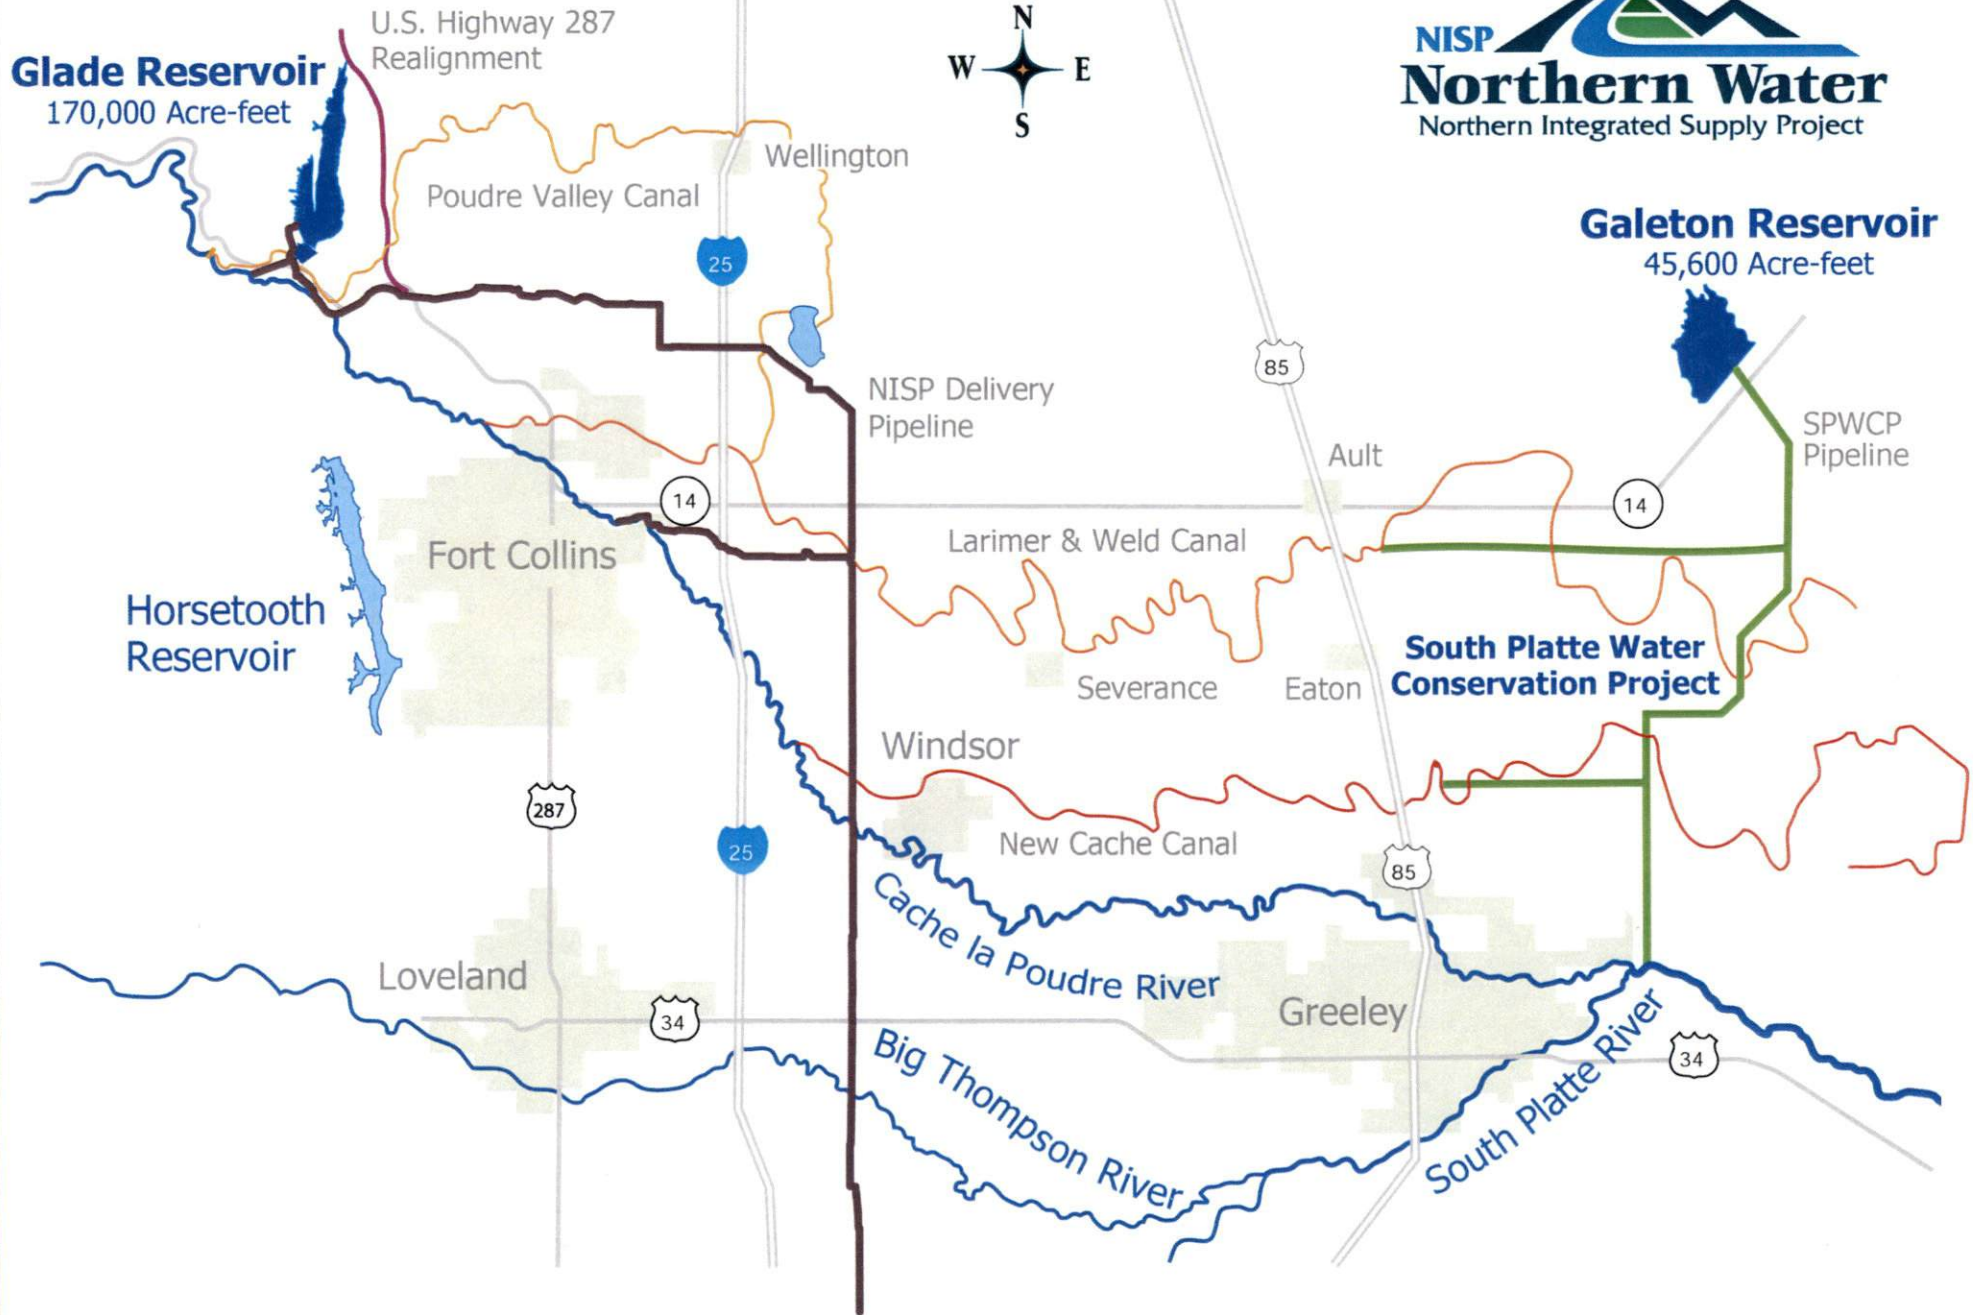 U.S. Highway 287
Realignment
Glade Reservoir
170,000 Acre-feet
N
W
E
S
NISP
Northern Water
Northern Integrated Supply Project
Wellington
Poudre Valley Canal
25
Galeton Reservoir
45,600 Acre-feet
85
NISP Delivery
Pipeline
SPWCP
Pipeline
Ault
14
14
Larimer & Weld Canal
Fort Collins
Horsetooth
Reservoir
South Platte Water
Conservation Project
Severance
Eaton
Windsor
287
25
New Cache Canal
85
Cache la Poudre River
Loveland
34
Greeley
Big Thompson River
South Platte River
34